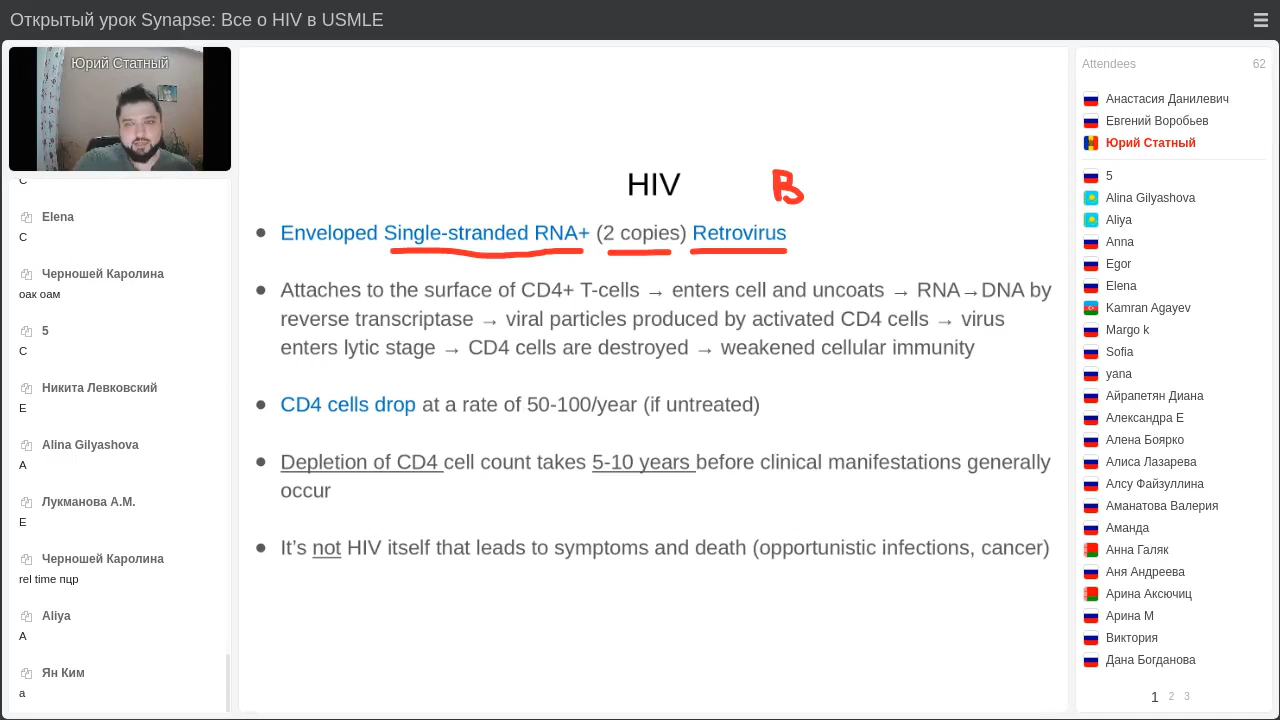 Открытый урок Synapse: Все о HIV в USMLE
Юрий Статный
C
Elena
C
Черношей Каролина
оак оам
5
C
Никита Левковский
E
Alina Gilyashova
A
Лукманова А.М.
E
Черношей Каролина
rel time пцр
Aliya
A
Ян Ким
a
HIV B
• Enveloped Single-stranded RNA+ (2 copies) Retrovirus
• Attaches to the surface of CD4+ T-cells → enters cell and uncoats → RNA→DNA by
reverse transcriptase → viral particles produced by activated CD4 cells → virus
enters lytic stage → CD4 cells are destroyed → weakened cellular immunity
• CD4 cells drop at a rate of 50-100/year (if untreated)
• Depletion of CD4 cell count takes 5-10 years before clinical manifestations generally
occur
• It's not HIV itself that leads to symptoms and death (opportunistic infections, cancer)
Attendees 62
Анастасия Данилевич
Евгений Воробьев
Юрий Статный
5
Alina Gilyashova
Aliya
Anna
Egor
Elena
Kamran Agayev
Margo k
Sofia
yana
Айрапетян Диана
Александра Е
Алена Боярко
Алиса Лазарева
Алсу Файзуллина
Аманатова Валерия
Аманда
Анна Галяк
Аня Андреева
Арина Аксючиц
Арина М
Виктория
Дана Богданова
1 2 3